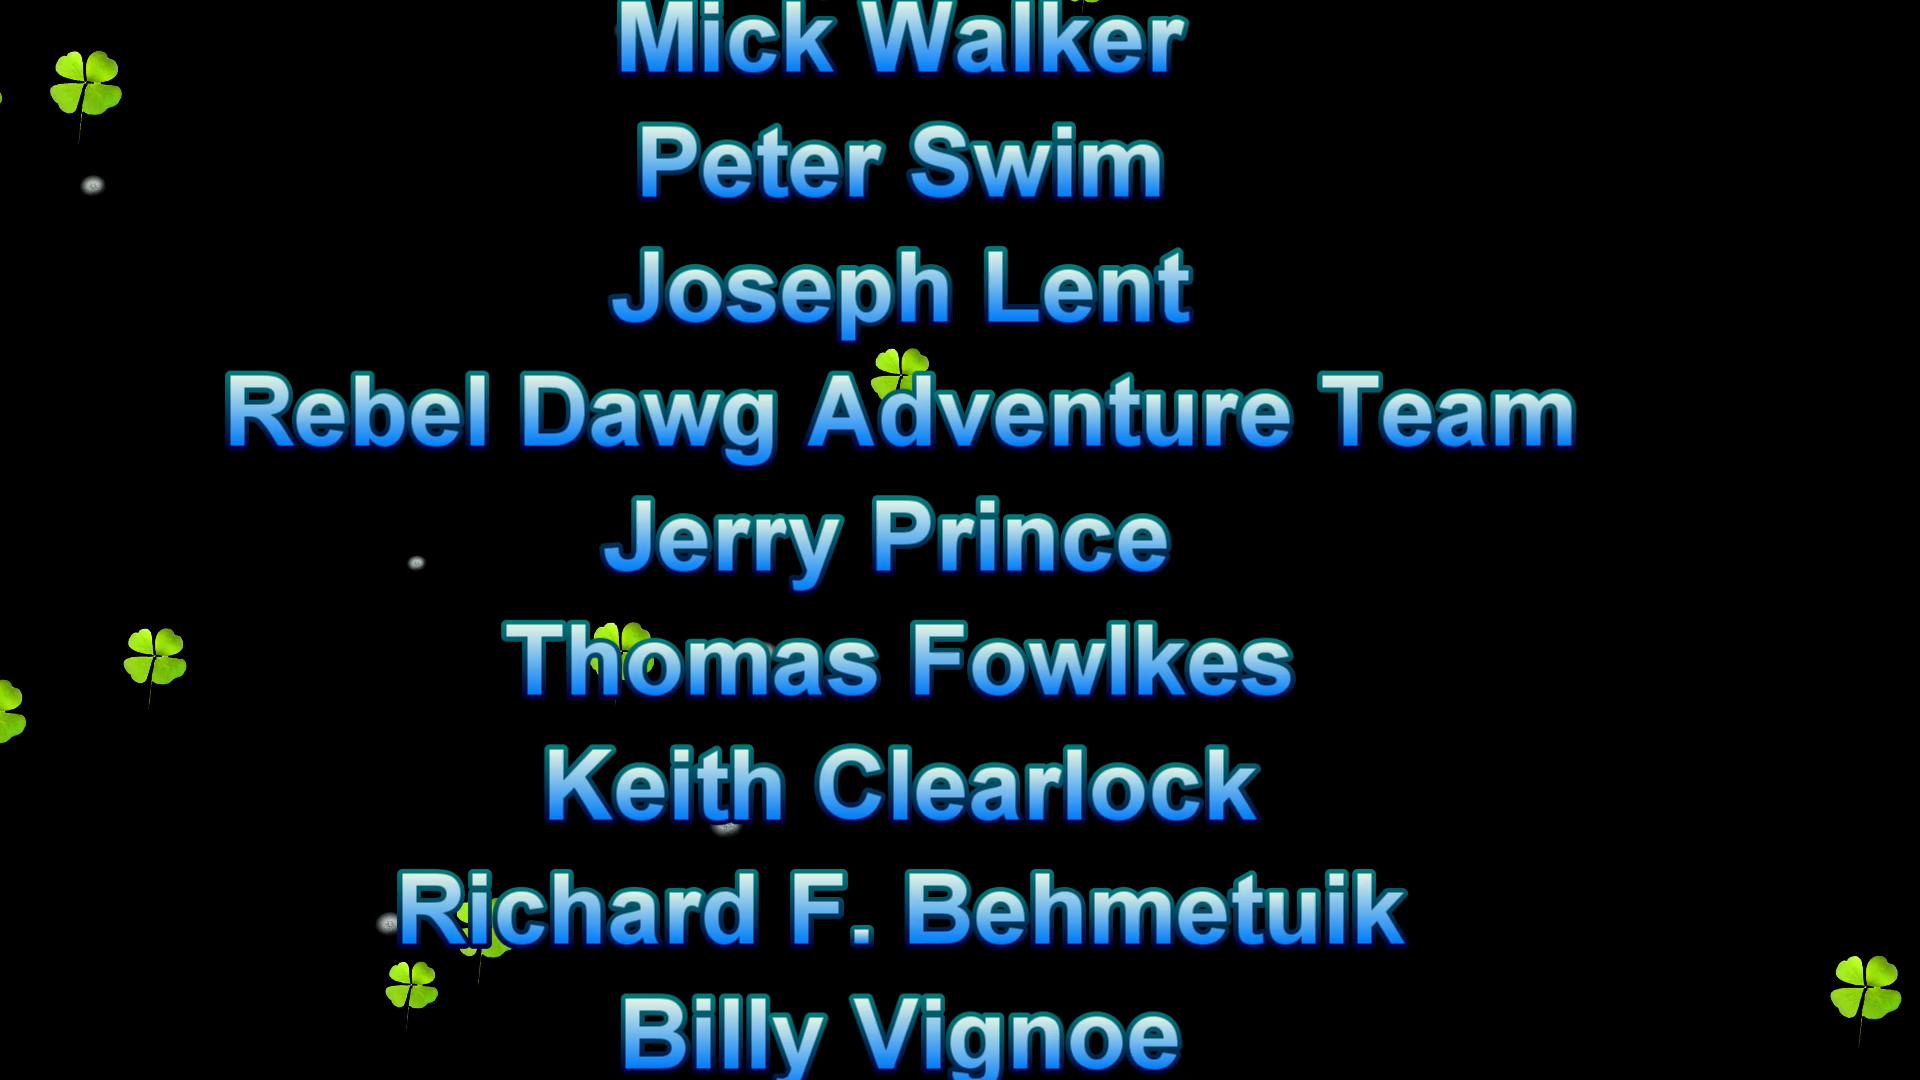 Mick Walker
Peter Swim
Joseph Lent
Rebel Dawg Adventure Team
Jerry Prince
Thomas Fowlkes
Keith Clearlock
Richard F. Behmetuik
Billy Vignoe